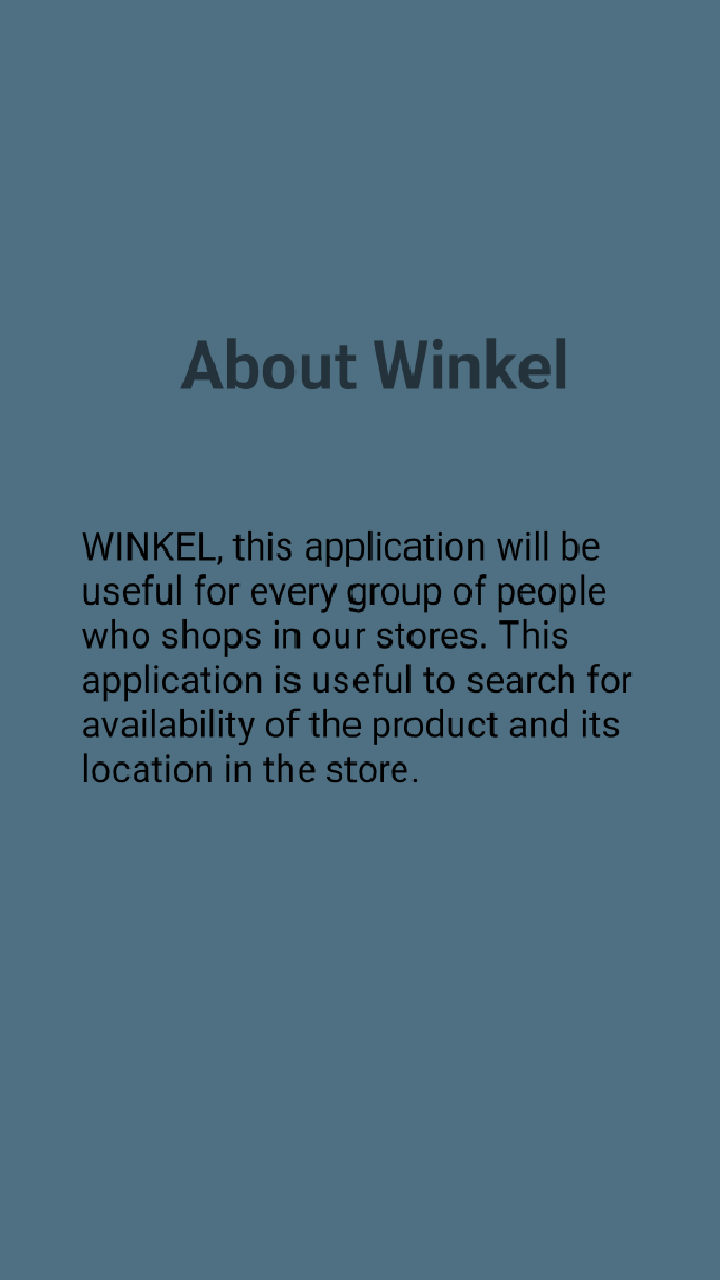 About Winkel
WINKEL, this application will be
useful for every group of people
who shops in our stores. This
application is useful to search for
availability of the product and its
location in the store.